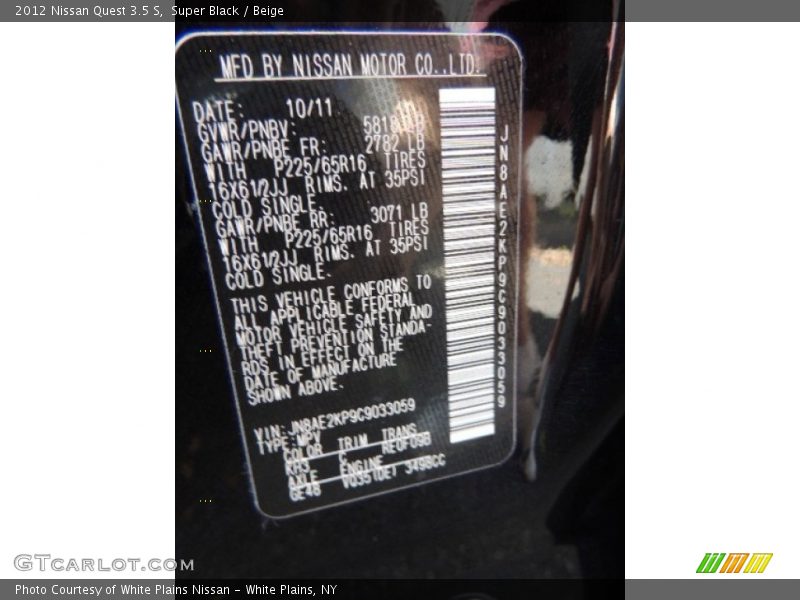 2012 Nissan Quest 3.5 S, Super Black / Beige
MFD BY NISSAN MOTOR CO.,LTD.
DATE: 10/11
GVWR/PNBV: 5818 LB
GAWR/PNBE FR: 2782 LB
WITH P225/65R16 TIRES
16X61/2JJ RIMS. AT 35PSI
COLD SINGLE.
GAWR/PNBE RR: 3071 LB
WITH P225/65R16 TIRES
16X61/2JJ RIMS. AT 35PSI
COLD SINGLE.
THIS VEHICLE CONFORMS TO
ALL APPLICABLE FEDERAL
MOTOR VEHICLE SAFETY AND
THEFT PREVENTION STANDA-
RDS IN EFFECT ON THE
DATE OF MANUFACTURE
SHOWN ABOVE.
VIN:JN8AE2KP9C9033059
TYPE:MPV
COLOR TRIM TRANS
KH3 C RE0F09B
AXLE ENGINE
GE48 VQ35(DE) 3498CC
JN8AE2KP9C9033059
GTCARLOT.COM
Photo Courtesy of White Plains Nissan - White Plains, NY